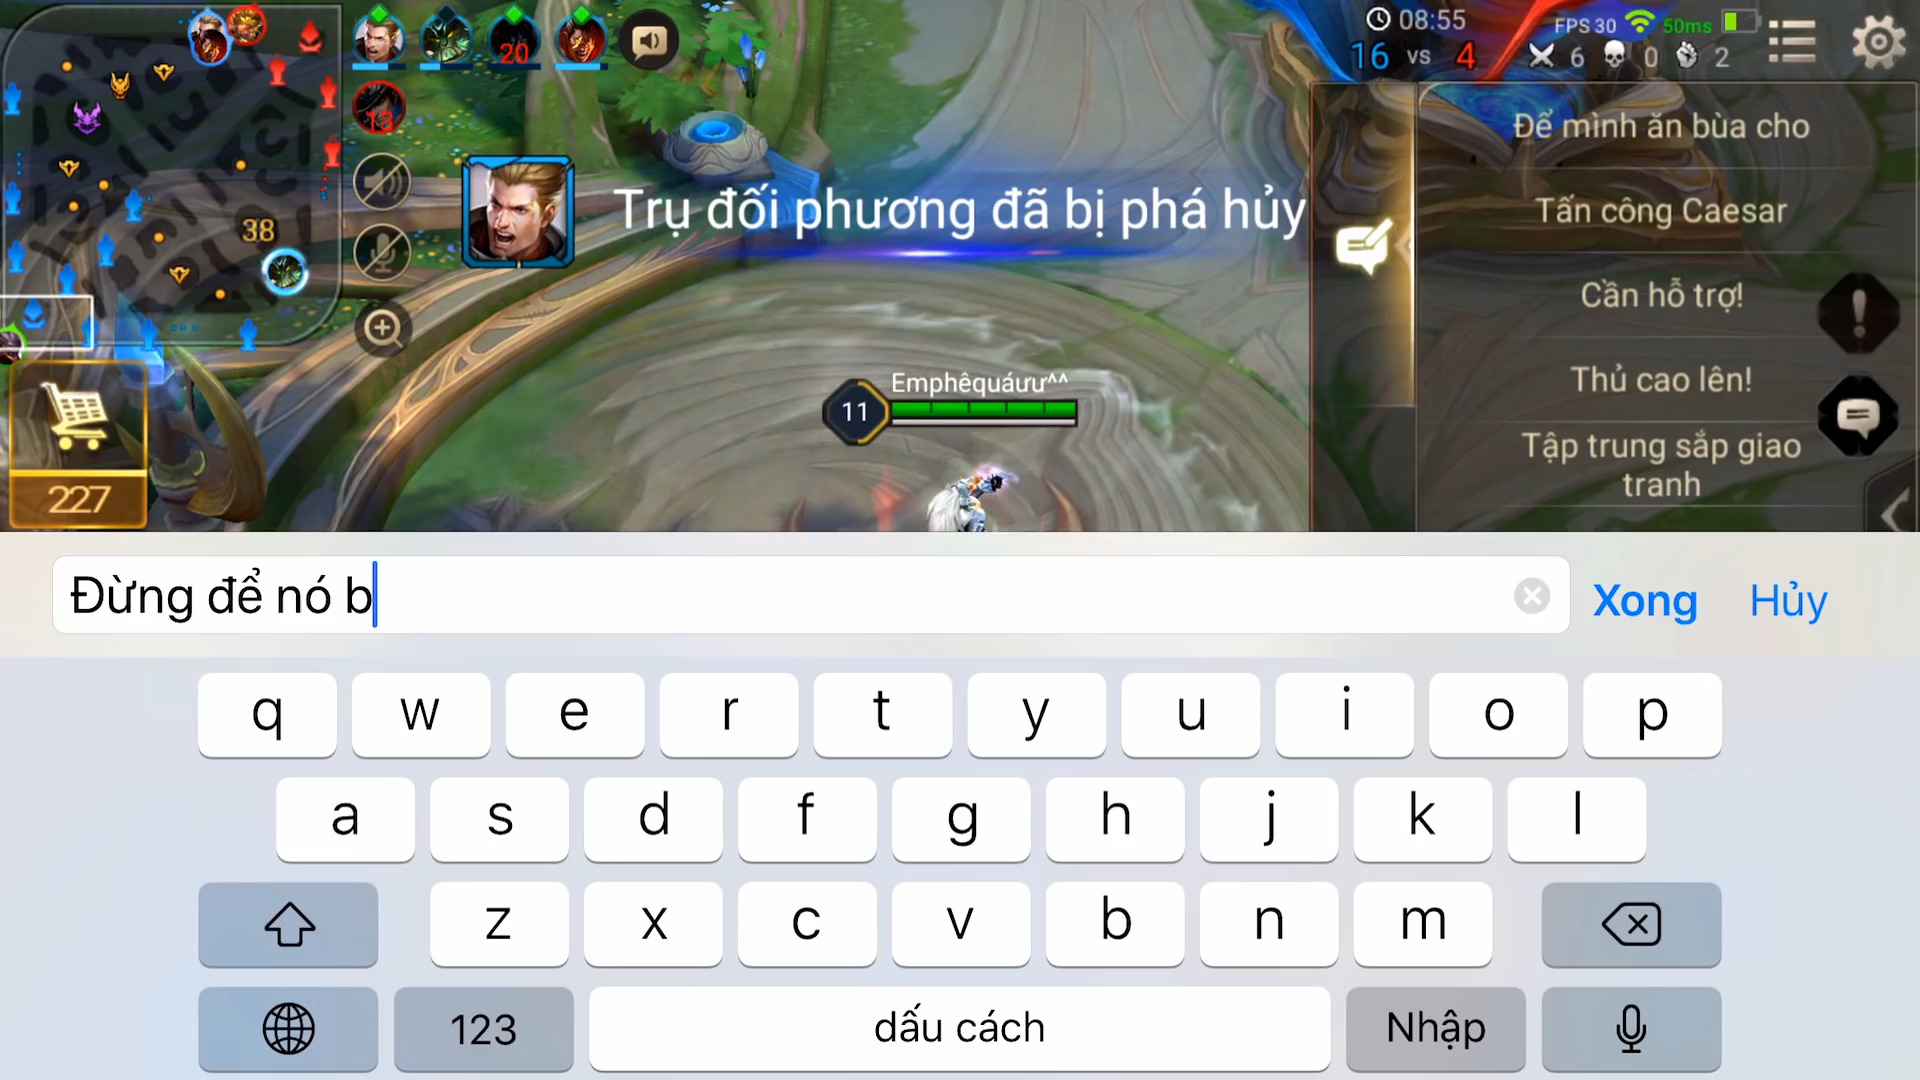 20
13
38
227
08:55
FPS 30
50ms
16 vs 4
6
0
2
Trụ đối phương đã bị phá hủy
Để mình ăn bùa cho
Tấn công Caesar
Cần hỗ trợ!
Thủ cao lên!
Tập trung sắp giao
tranh
Emphêquáưư^^
11
Đừng để nó b
Xong
Hủy
q w e r t y u i o p
a s d f g h j k l
z x c v b n m
123
dấu cách
Nhập